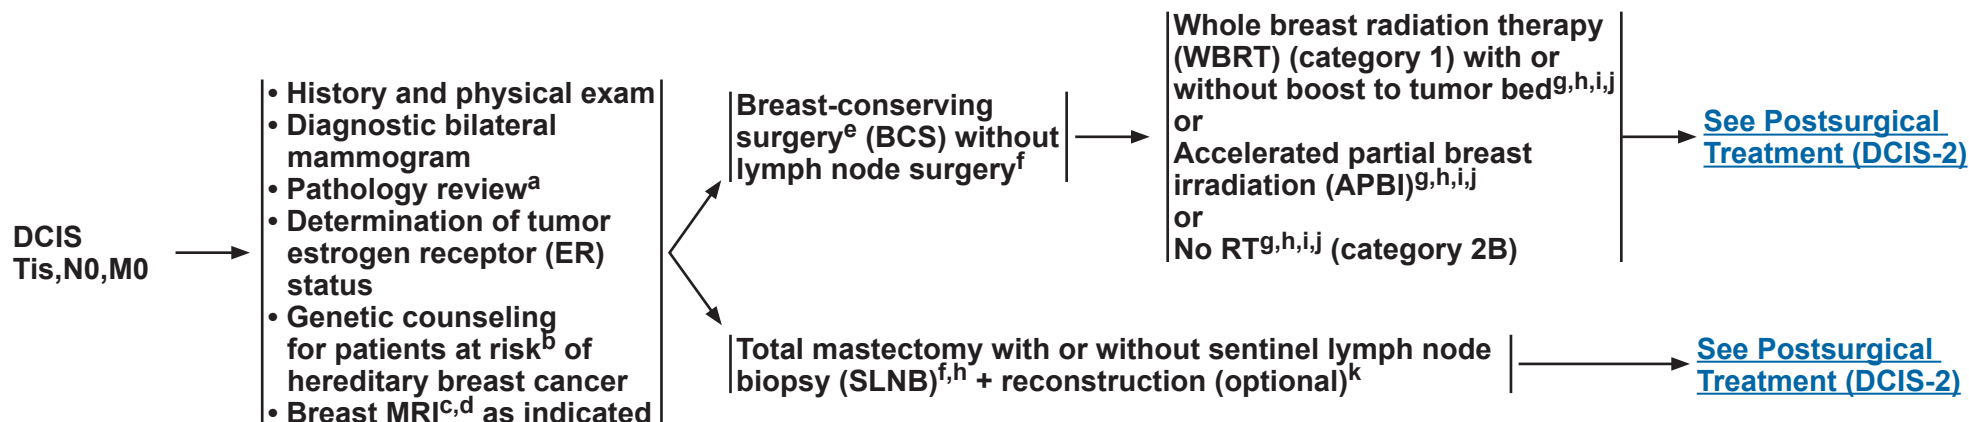 DCIS
Tis,N0,M0
• History and physical exam
• Diagnostic bilateral
mammogram
• Pathology reviewa
• Determination of tumor
estrogen receptor (ER)
status
• Genetic counseling
for patients at riskb of
hereditary breast cancer
• Breast MRIc,d as indicated
Breast-conserving
surgerye (BCS) without
lymph node surgeryf
Whole breast radiation therapy
(WBRT) (category 1) with or
without boost to tumor bedg,h,i,j
or
Accelerated partial breast
irradiation (APBI)g,h,i,j
or
No RTg,h,i,j (category 2B)
See Postsurgical
Treatment (DCIS-2)
Total mastectomy with or without sentinel lymph node
biopsy (SLNB)f,h + reconstruction (optional)k
See Postsurgical
Treatment (DCIS-2)